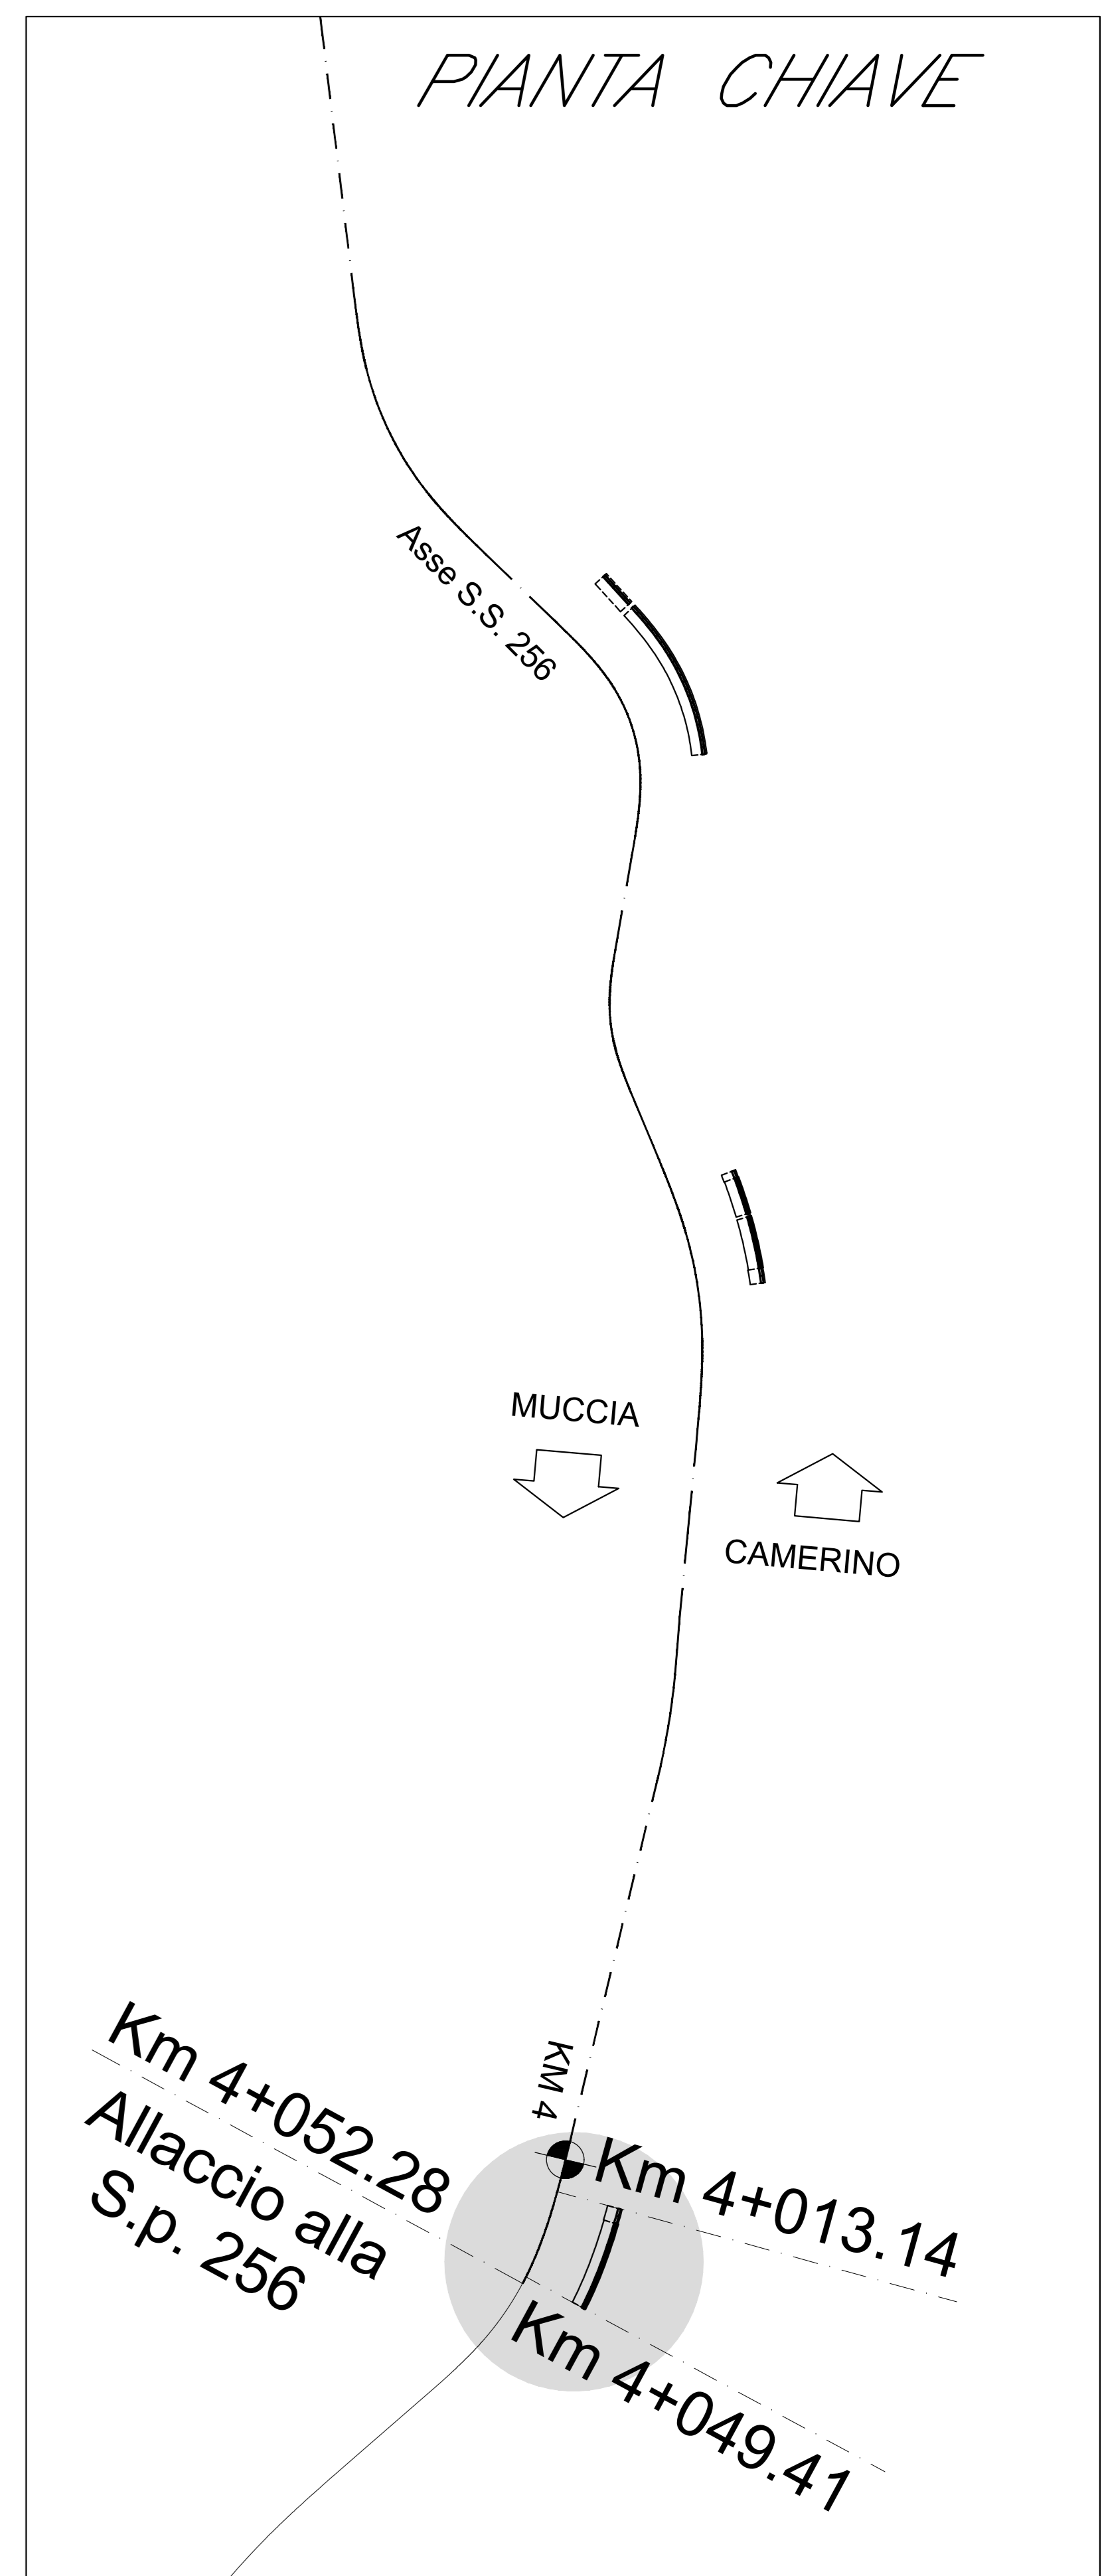 PIANTA CHIAVE
Asse S.S. 256
MUCCIA
CAMERINO
KM 4
Km 4+052.28
Allaccio alla
S.p. 256
Km 4+013.14
Km 4+049.41